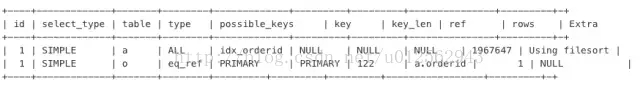 | id | select_type | table | type | possible_keys | key | key_len | ref | rows | Extra
| 1 | SIMPLE | a | ALL | idx_orderid | NULL | NULL | NULL | 1967647 | Using filesort |
| 1 | SIMPLE | o | eq_ref | PRIMARY | PRIMARY | 122 | a.orderid | 1 | NULL |